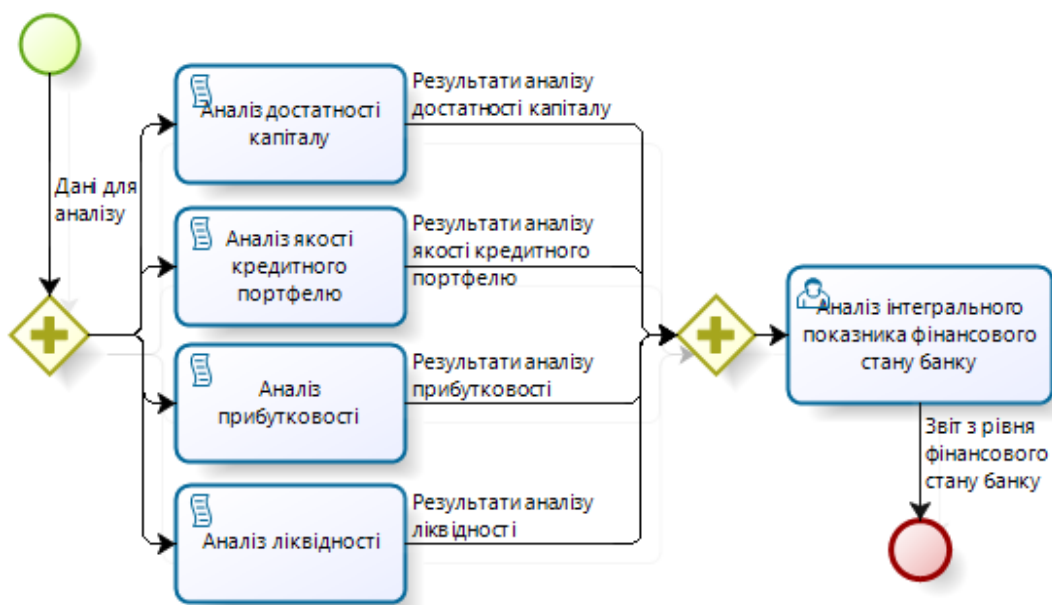 Дані для
аналізу
Аналіз достатності
капіталу
Результати аналізу
достатності капіталу
Аналіз якості
кредитного
портфелю
Результати аналізу
якості кредитного
портфелю
Аналіз
прибутковості
Результати аналізу
прибутковості
Аналіз ліквідності
Результати аналізу
ліквідності
Аналіз інтегрального
показника фінансового
стану банку
Звіт з рівня
фінансового
стану банку